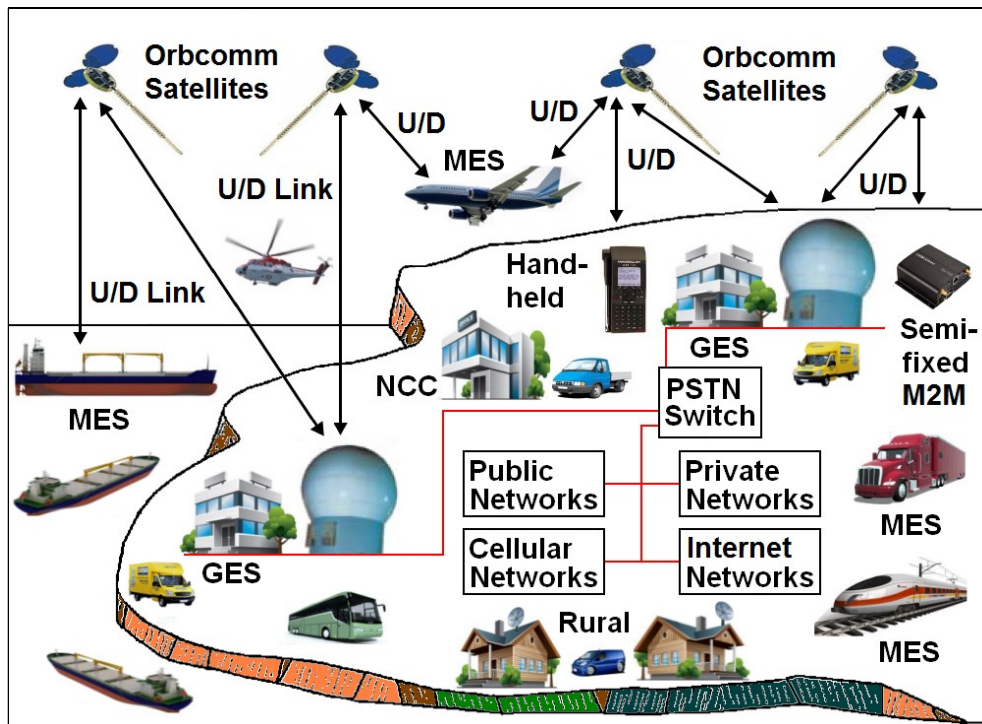 Orbcomm
Satellites
Orbcomm
Satellites
U/D
U/D
MES
U/D
U/D
U/D Link
Hand-
held
U/D Link
GES
Semi-
fixed
M2M
NCC
PSTN
Switch
MES
Public
Networks
Private
Networks
MES
Cellular
Networks
Internet
Networks
GES
Rural
MES